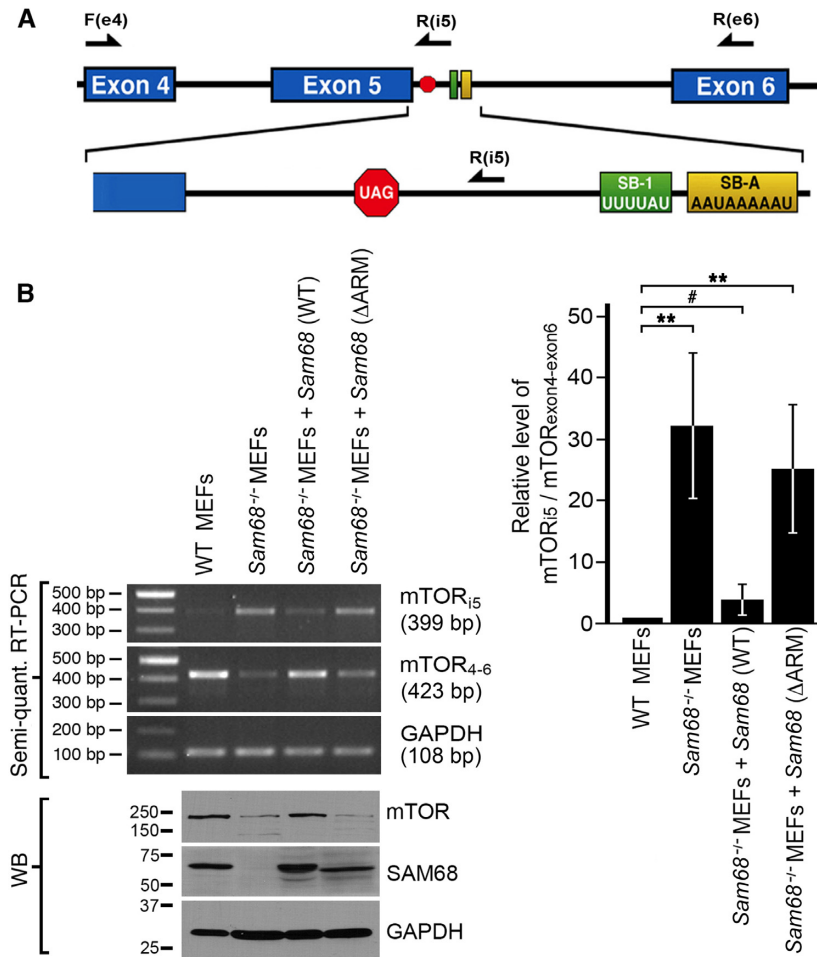 A
F(e4)
R(i5)
R(e6)
Exon 4
Exon 5
Exon 6
R(i5)
UAG
SB-1
UUUUAU
SB-A
AAUAAAAAU
B
WT MEFs
Sam68-/- MEFs
Sam68-/- MEFs + Sam68 (WT)
Sam68-/- MEFs + Sam68 (ΔARM)
Semi-quant. RT-PCR
500 bp
400 bp
300 bp
mTORi5
(399 bp)
500 bp
400 bp
300 bp
mTOR4-6
(423 bp)
200 bp
100 bp
GAPDH
(108 bp)
WB
250
150
mTOR
75
50
SAM68
37
25
GAPDH
Relative level of
mTORi5 / mTORexon4-exon6
50
40
30
20
10
0
**
#
**
WT MEFs
Sam68-/- MEFs
Sam68-/- MEFs + Sam68 (WT)
Sam68-/- MEFs + Sam68 (ΔARM)